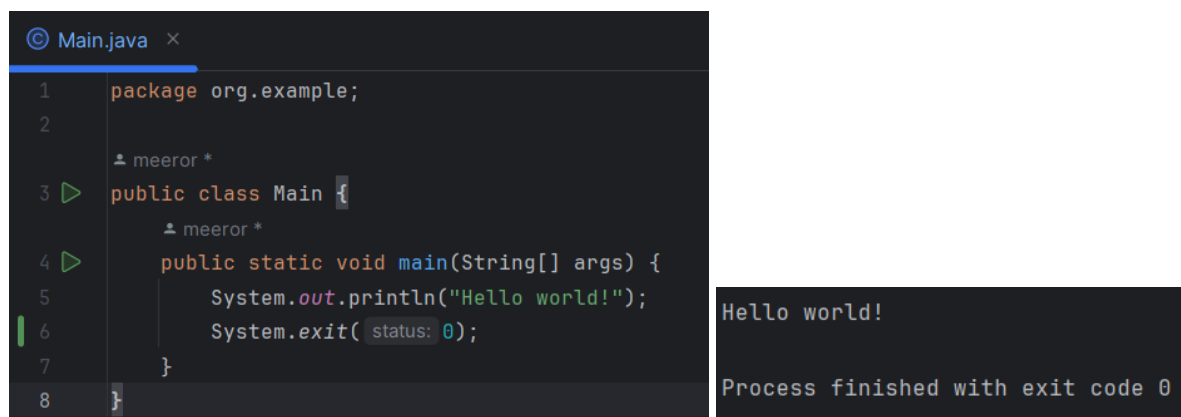 Main.java
1 package org.example;
2
meeror *
3 public class Main {
meeror *
4 public static void main(String[] args) {
5 System.out.println("Hello world!");
6 System.exit( status: 0);
7 }
8 }
Hello world!
Process finished with exit code 0